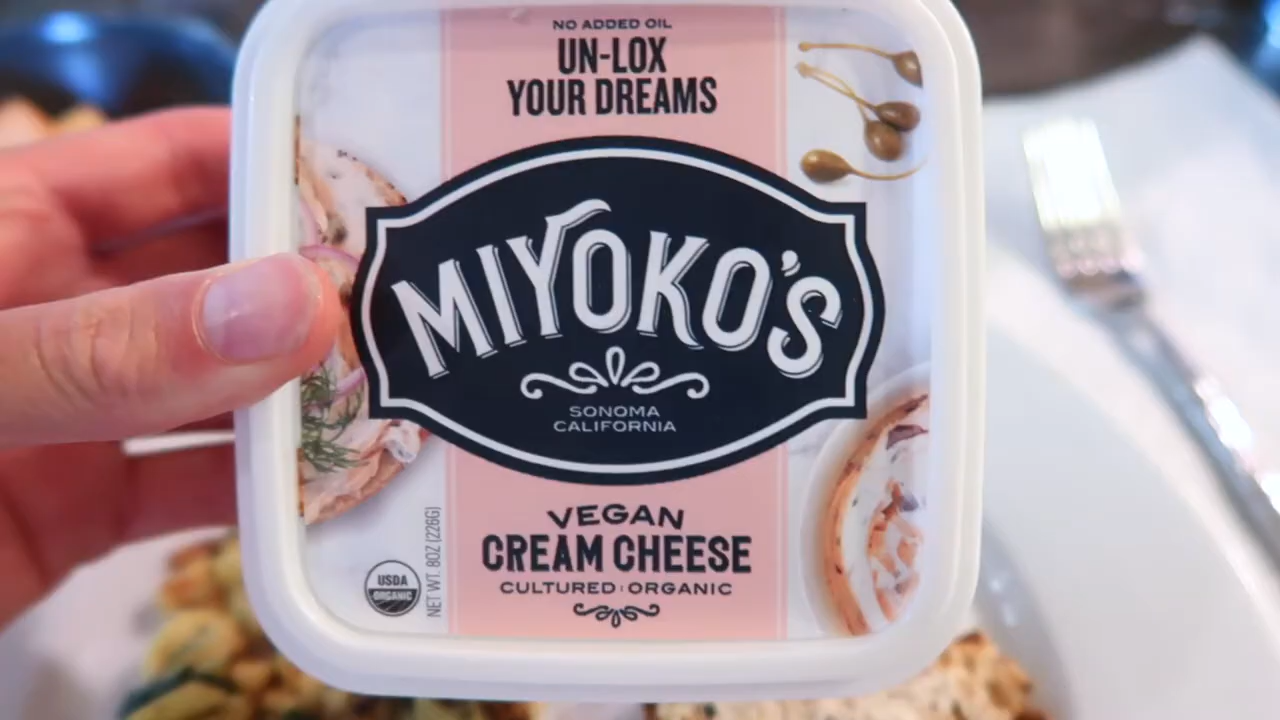 NO ADDED OIL
UN-LOX
YOUR DREAMS
MIYOKO'S
SONOMA
CALIFORNIA
VEGAN
CREAM CHEESE
CULTURED · ORGANIC
USDA
ORGANIC
NET WT. 8OZ (226G)